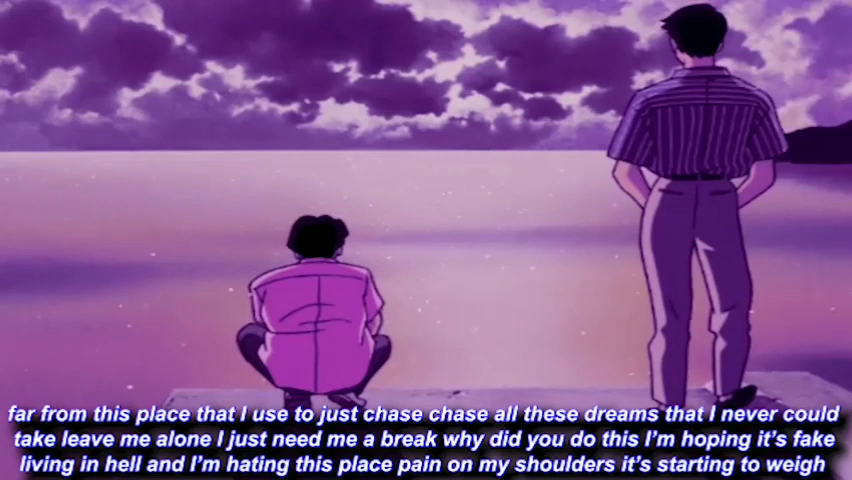 far from this place that I use to just chase chase all these dreams that I never could
take leave me alone I just need me a break why did you do this I'm hoping it's fake
living in hell and I'm hating this place pain on my shoulders it's starting to weigh